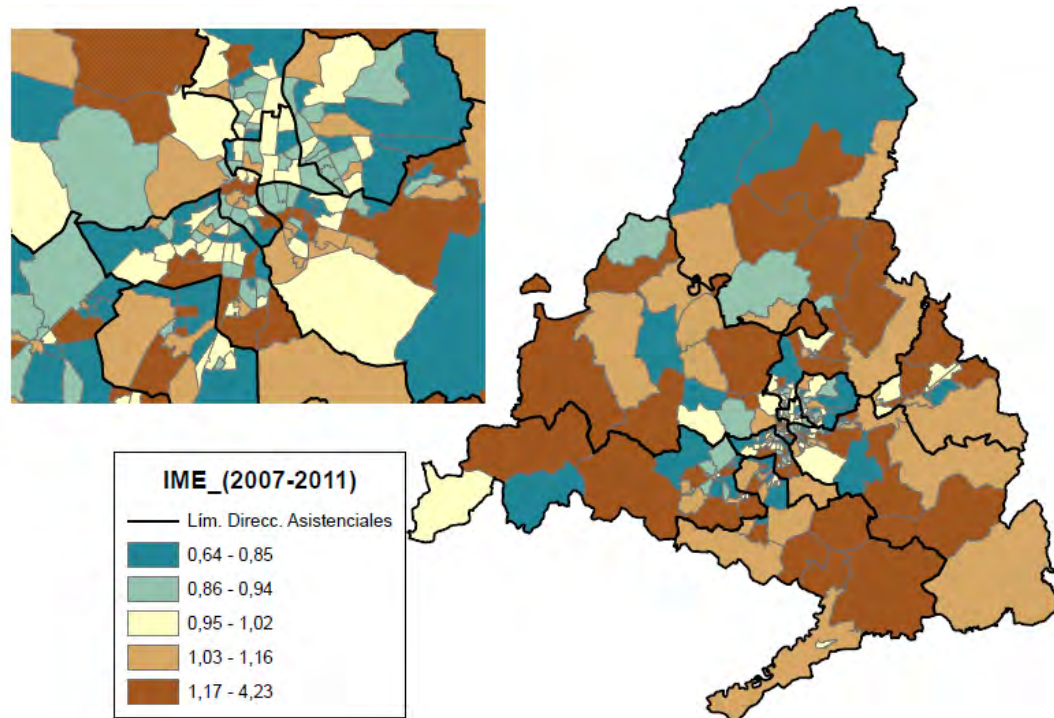 IME_(2007-2011)
Lím. Direcc. Asistenciales
0,64 - 0,85
0,86 - 0,94
0,95 - 1,02
1,03 - 1,16
1,17 - 4,23